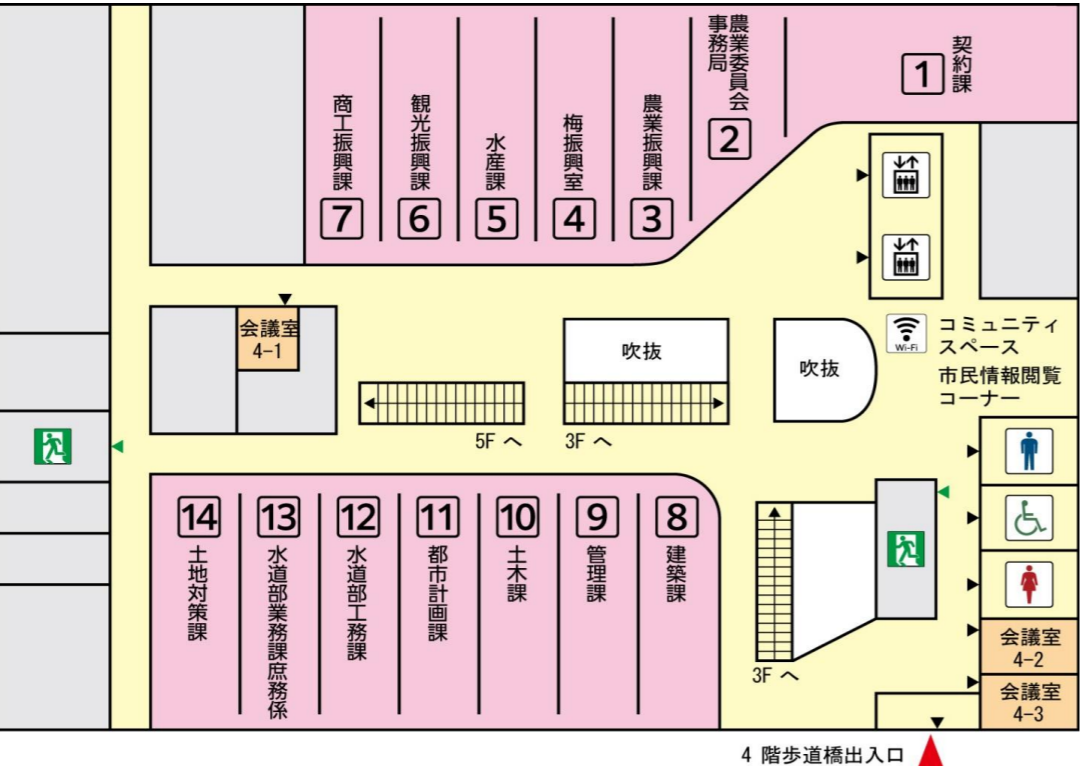 契約課
1
農業委員会
事務局
2
農業振興課
3
梅振興室
4
水産課
5
観光振興課
6
商工振興課
7
会議室
4-1
吹抜
吹抜
Wi-Fi
コミュニティ
スペース
市民情報閲覧
コーナー
5F へ
3F へ
14
土地対策課
13
水道部業務課庶務係
12
水道部工務課
11
都市計画課
10
土木課
9
管理課
8
建築課
3F へ
会議室
4-2
会議室
4-3
4 階歩道橋出入口